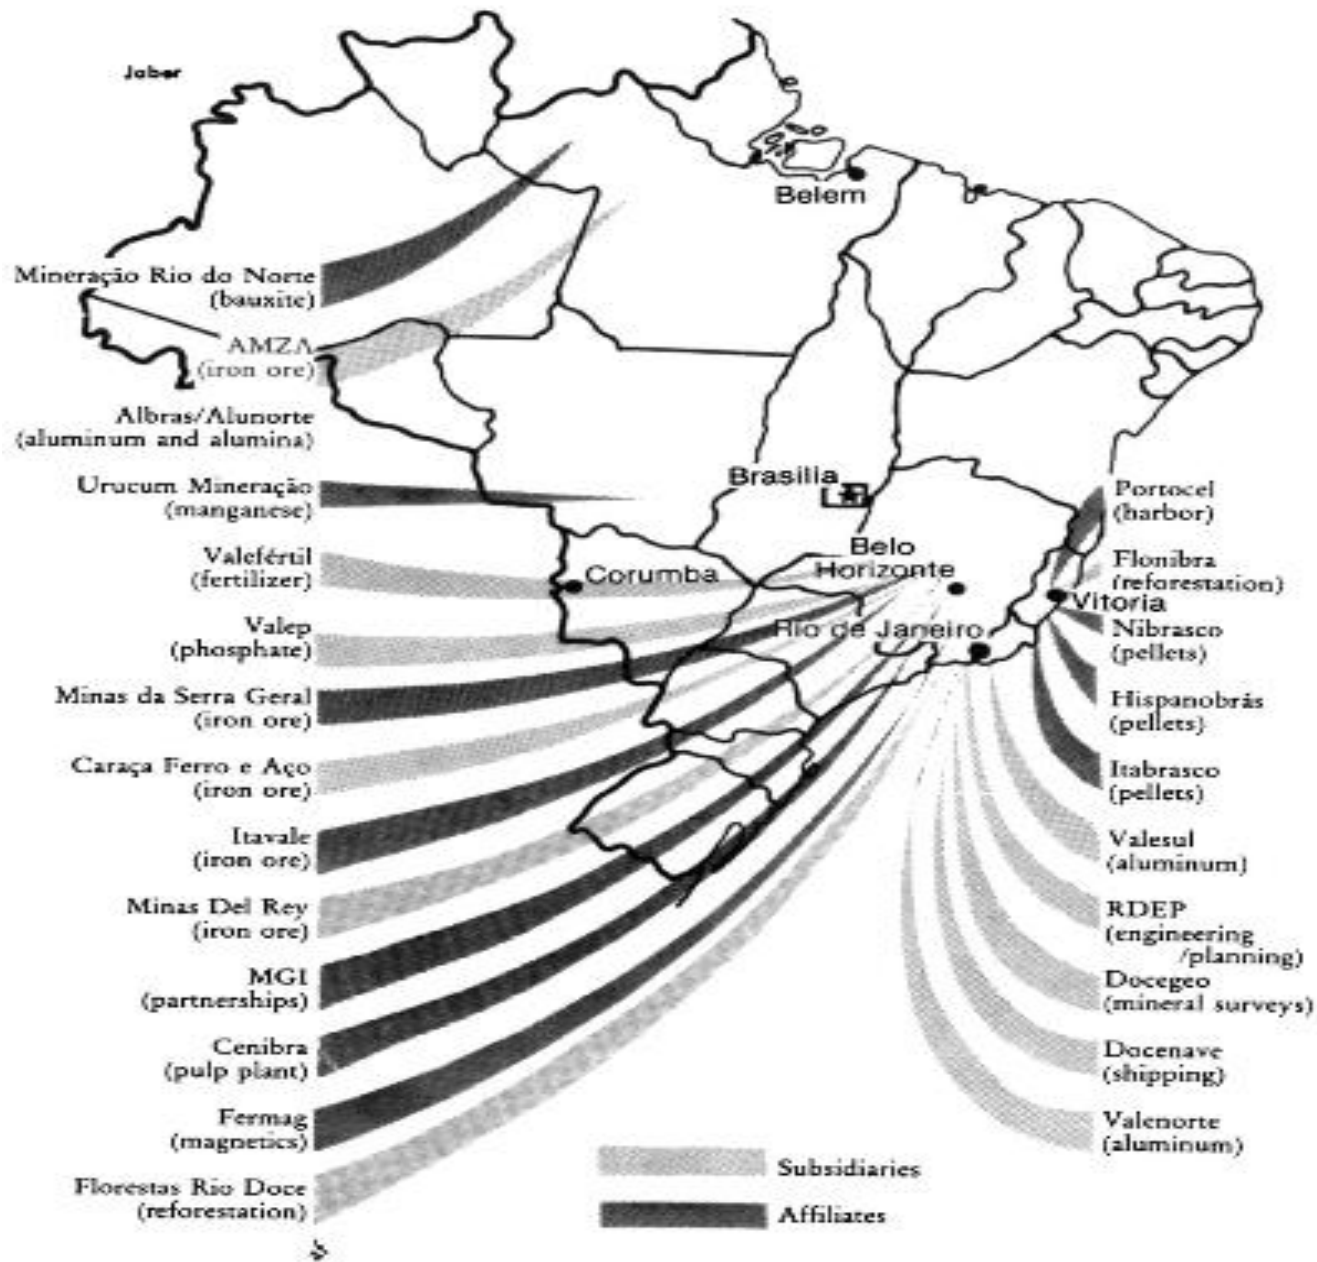 Jaber
Belem
Mineração Rio do Norte
(bauxite)
AMZA
(iron ore)
Albras/Alunorte
(aluminum and alumina)
Urucum Mineração
(manganese)
Valefértil
(fertilizer)
Valep
(phosphate)
Minas da Serra Geral
(iron ore)
Caraça Ferro e Aço
(iron ore)
Itavale
(iron ore)
Minas Del Rey
(iron ore)
MGI
(partnerships)
Cenibra
(pulp plant)
Fermag
(magnetics)
Florestas Rio Doce
(reforestation)
Brasilia
Belo
Horizonte
Corumba
Rio de Janeiro
Vitoria
Portocel
(harbor)
Flonibra
(reforestation)
Nibrasco
(pellets)
Hispanobrás
(pellets)
Itabrasco
(pellets)
Valesul
(aluminum)
RDEP
(engineering
/planning)
Docegeo
(mineral surveys)
Docenave
(shipping)
Valenorte
(aluminum)
Subsidiaries
Affiliates